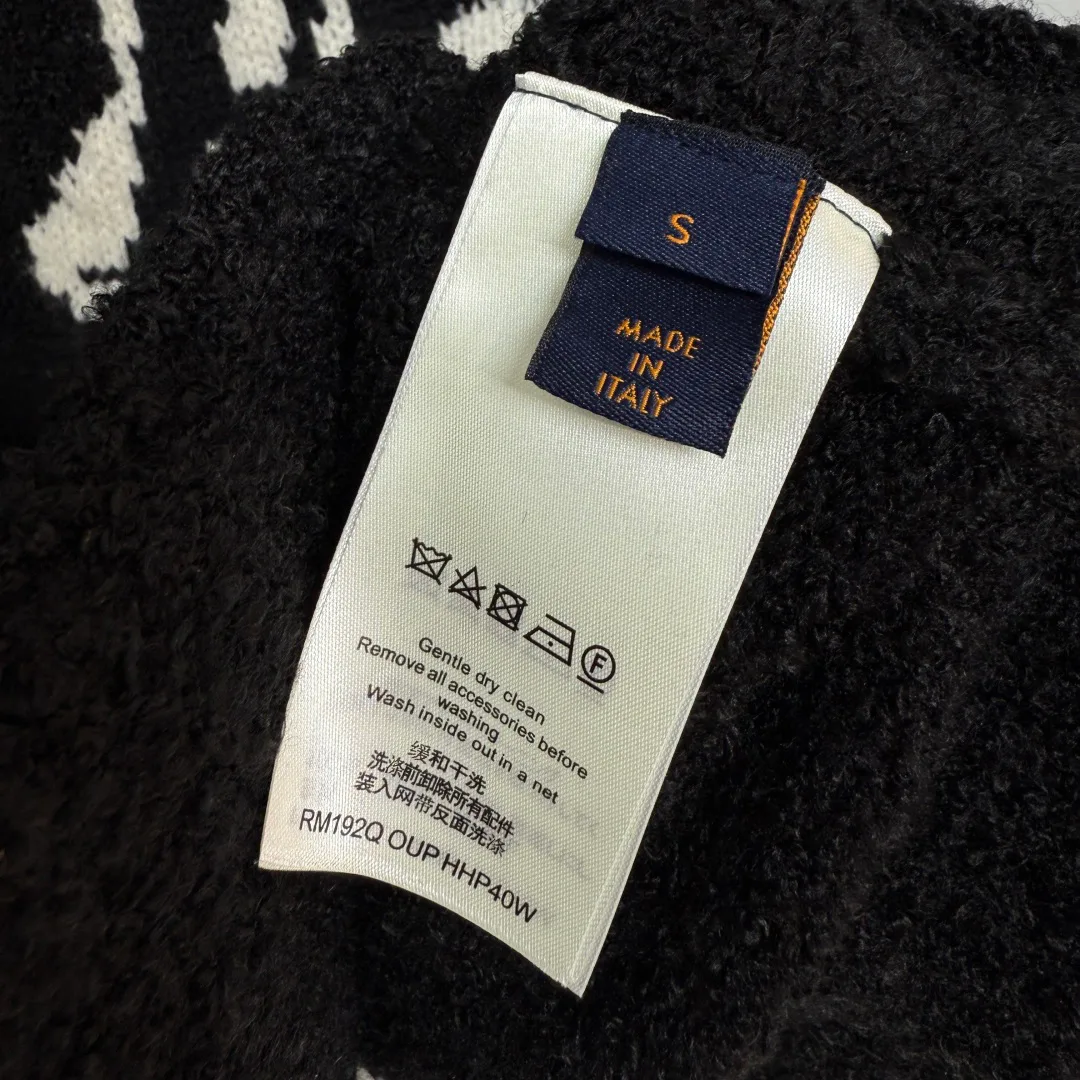 S
MADE
IN
ITALY
F
Gentle dry clean
Remove all accessories before
washing
Wash inside out in a net
缓和干洗
洗涤前卸除所有配件
装入网带反面洗涤
RM192Q OUP HHP40W